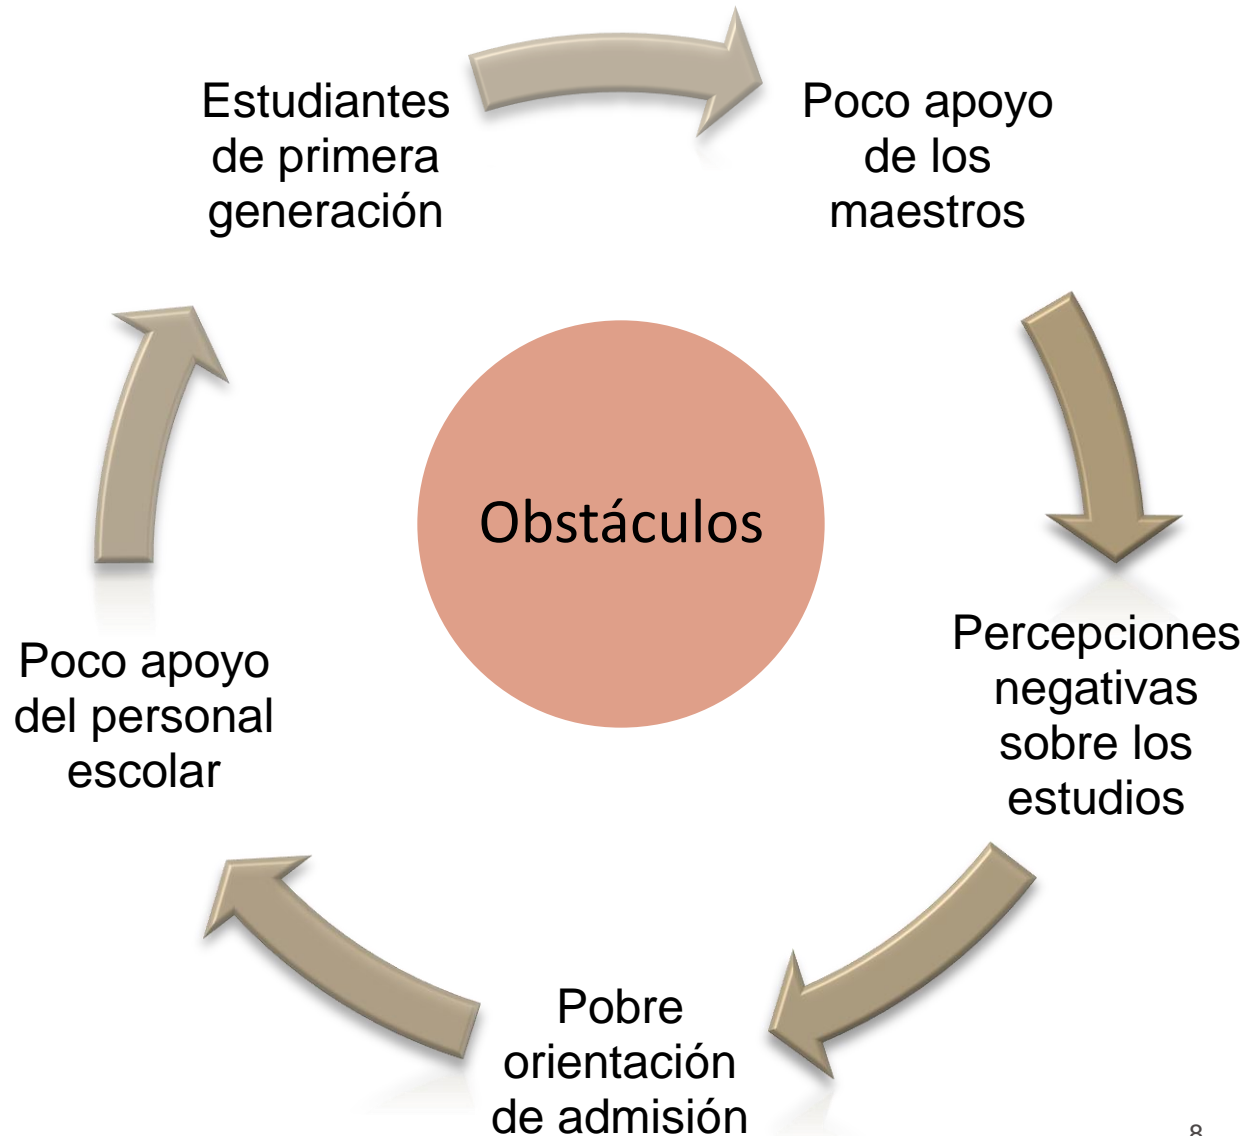 Estudiantes
de primera
generación
Poco apoyo
de los
maestros
Obstáculos
Percepciones
negativas
sobre los
estudios
Poco apoyo
del personal
escolar
Pobre
orientación
de admisión
8